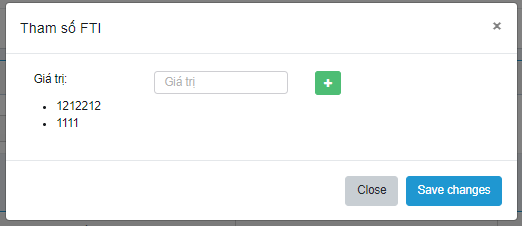 Tham số FTI ×
Giá trị: Giá trị +
• 1212212
• 1111
Close Save changes